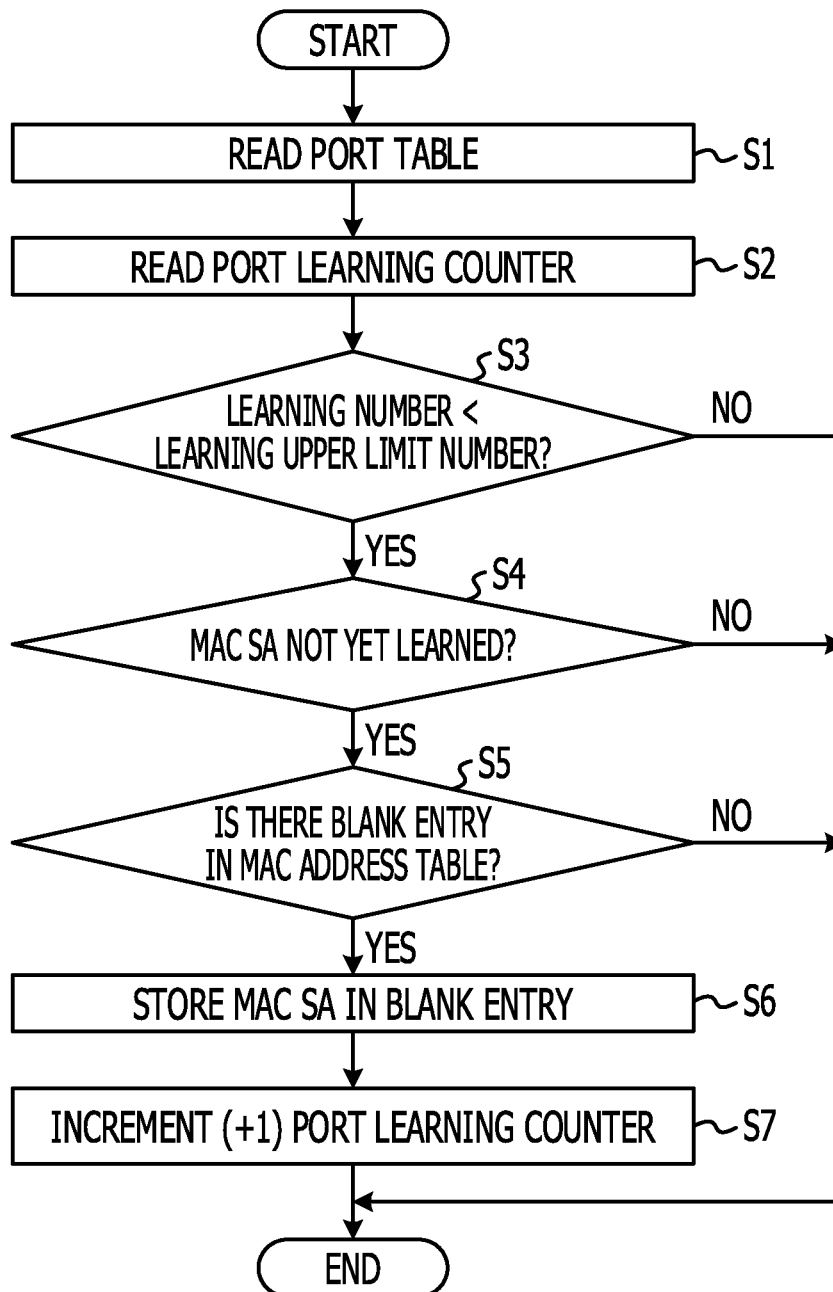 START
READ PORT TABLE
S1
READ PORT LEARNING COUNTER
S2
S3
LEARNING NUMBER <
LEARNING UPPER LIMIT NUMBER?
NO
YES
S4
MAC SA NOT YET LEARNED?
NO
YES
S5
IS THERE BLANK ENTRY
IN MAC ADDRESS TABLE?
NO
YES
STORE MAC SA IN BLANK ENTRY
S6
INCREMENT (+1) PORT LEARNING COUNTER
S7
END